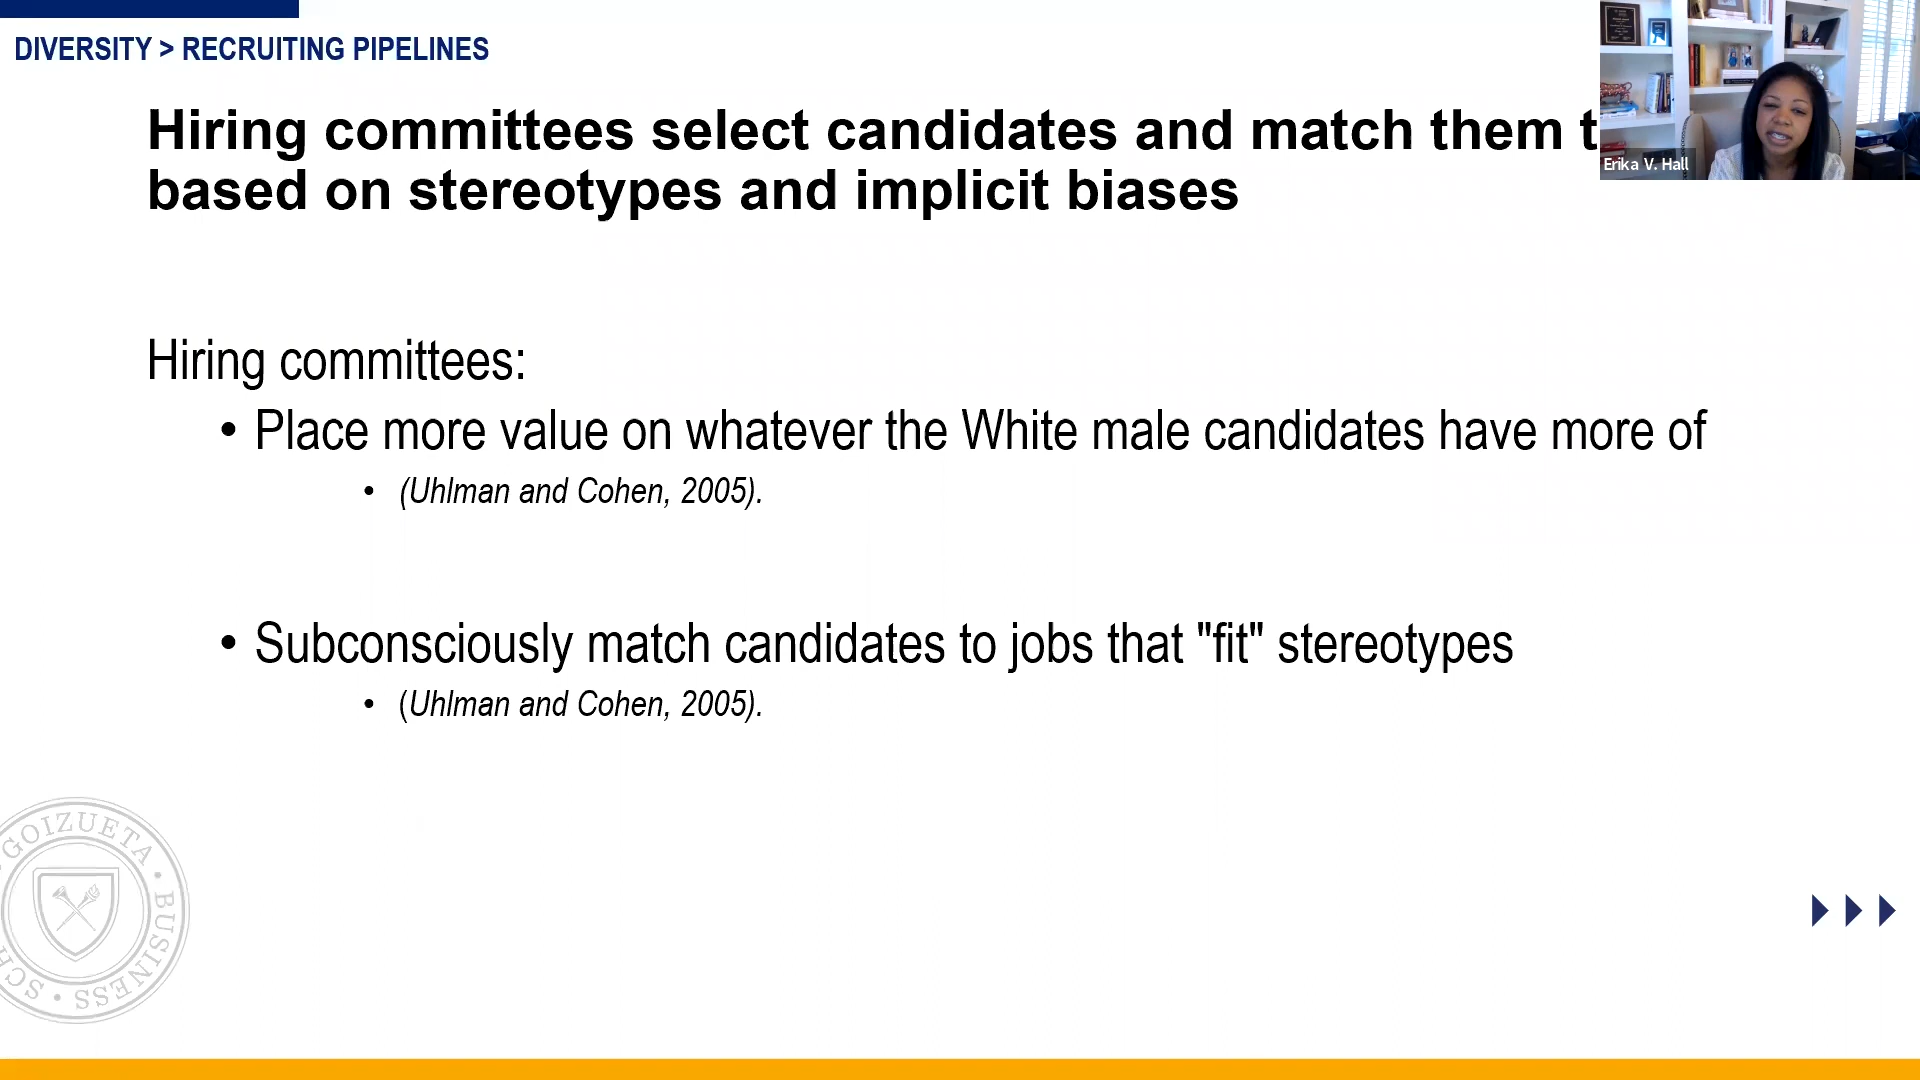 DIVERSITY > RECRUITING PIPELINES
Hiring committees select candidates and match them t
based on stereotypes and implicit biases
Erika V. Hall
Hiring committees:
• Place more value on whatever the White male candidates have more of
• (Uhlman and Cohen, 2005).
• Subconsciously match candidates to jobs that "fit" stereotypes
• (Uhlman and Cohen, 2005).
GOIZUETA • BUSINESS • SCH